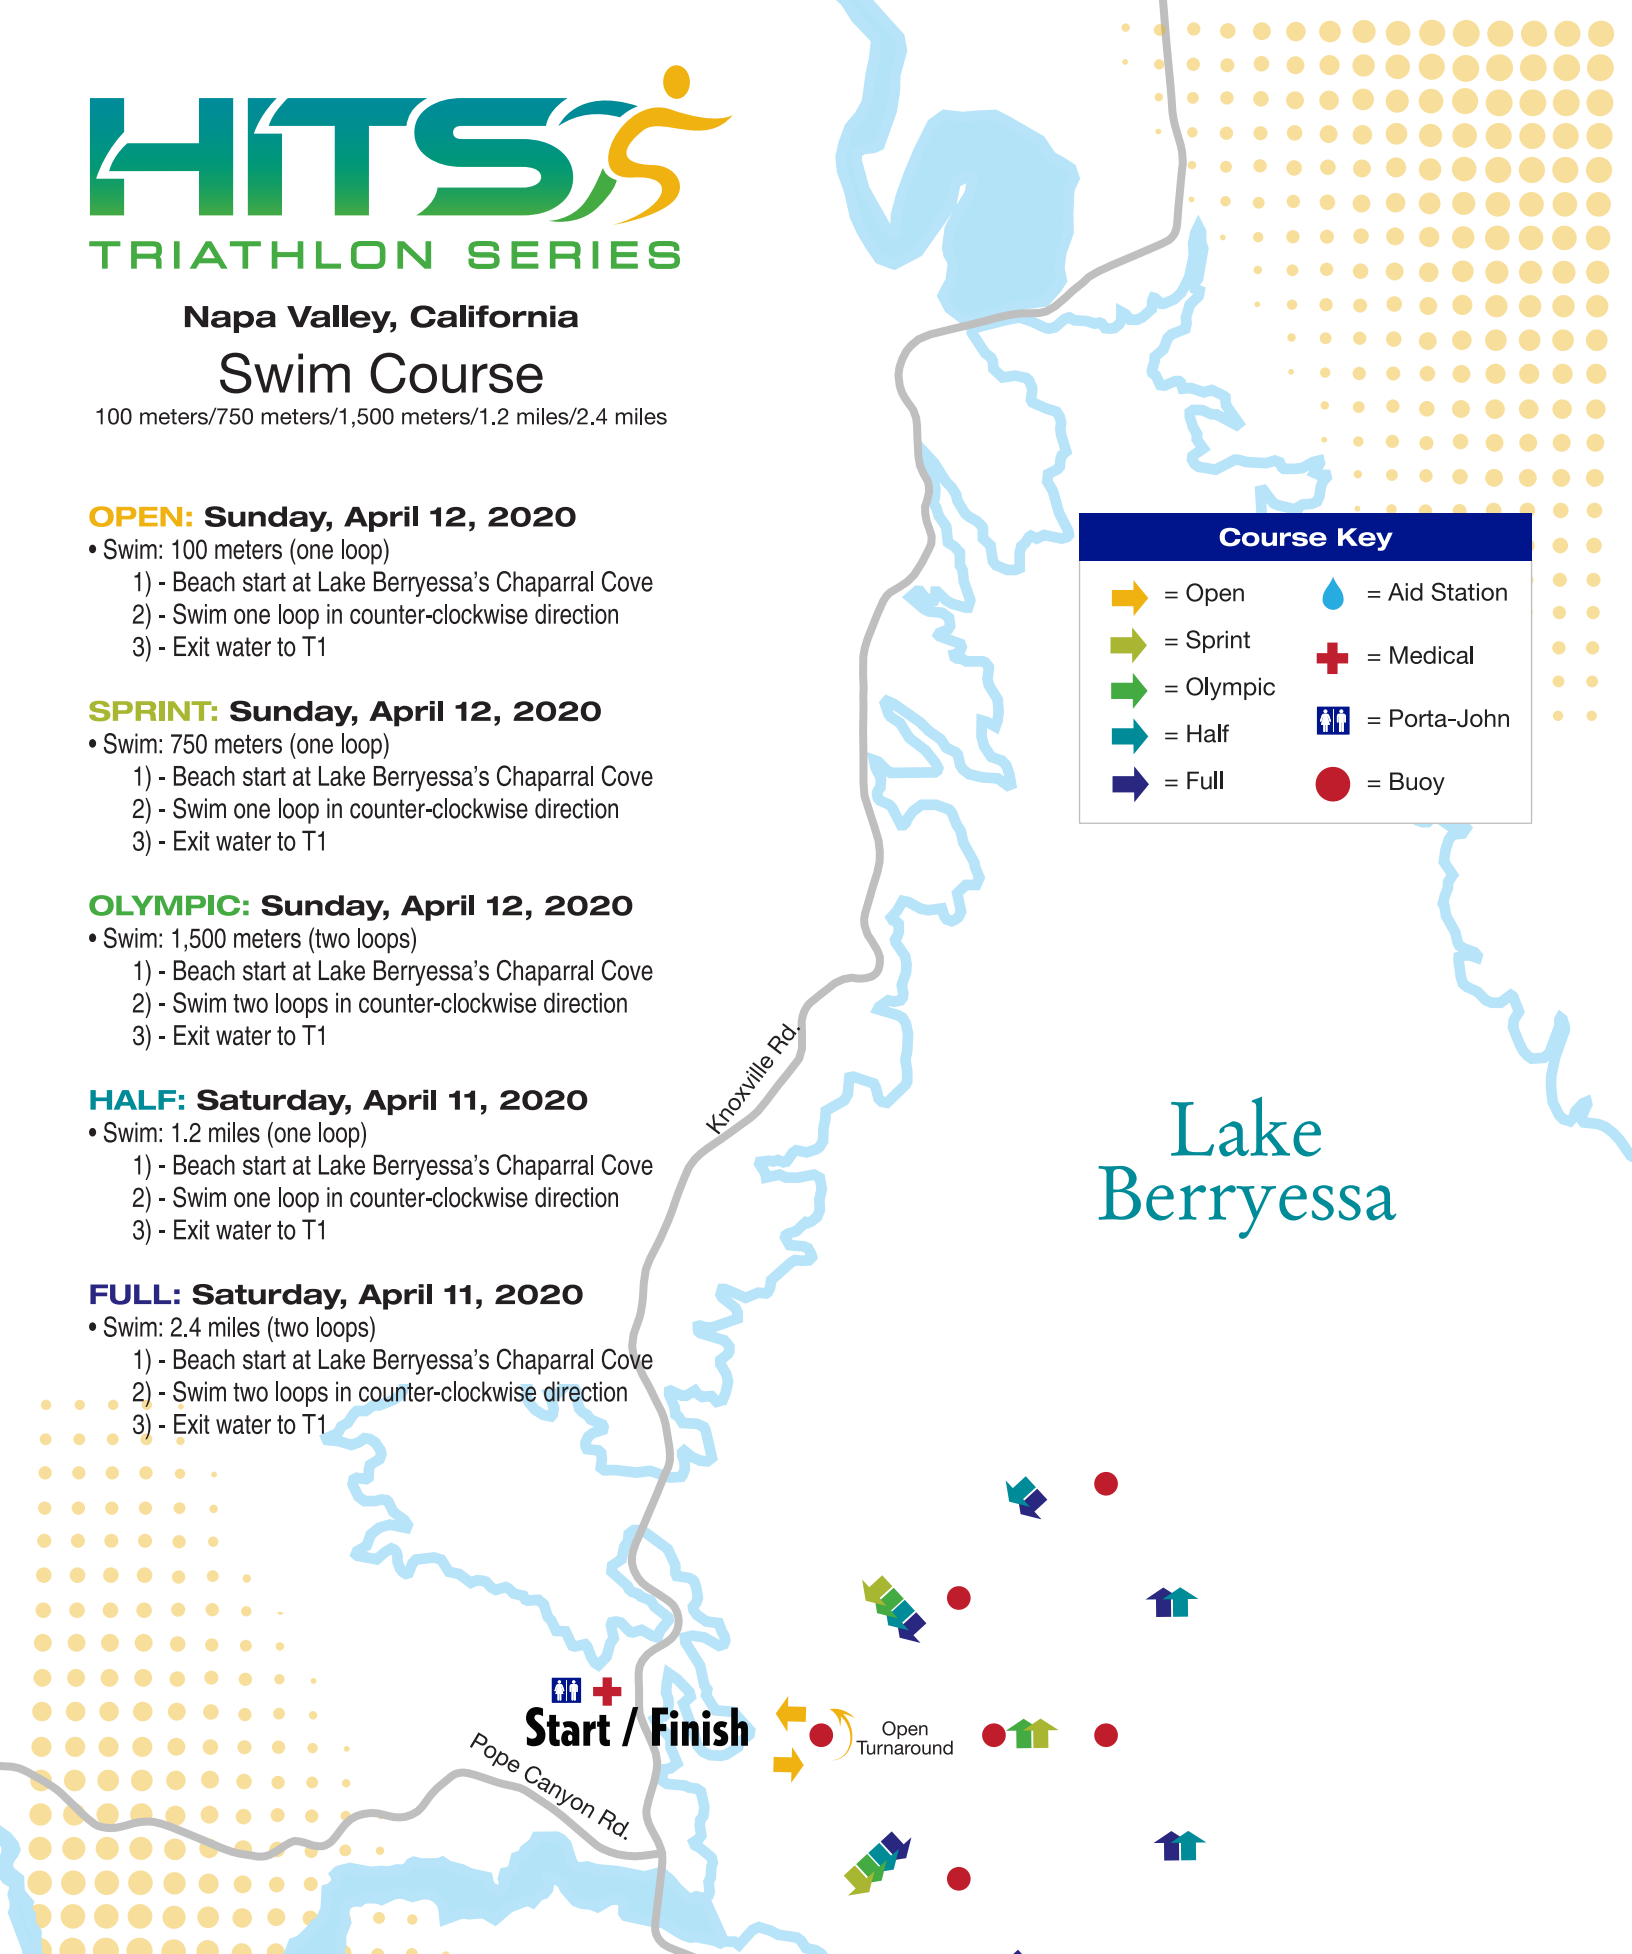 HITS
TRIATHLON SERIES
Napa Valley, California
Swim Course
100 meters/750 meters/1,500 meters/1.2 miles/2.4 miles
OPEN: Sunday, April 12, 2020
• Swim: 100 meters (one loop)
1) - Beach start at Lake Berryessa's Chaparral Cove
2) - Swim one loop in counter-clockwise direction
3) - Exit water to T1
SPRINT: Sunday, April 12, 2020
• Swim: 750 meters (one loop)
1) - Beach start at Lake Berryessa's Chaparral Cove
2) - Swim one loop in counter-clockwise direction
3) - Exit water to T1
OLYMPIC: Sunday, April 12, 2020
• Swim: 1,500 meters (two loops)
1) - Beach start at Lake Berryessa's Chaparral Cove
2) - Swim two loops in counter-clockwise direction
3) - Exit water to T1
HALF: Saturday, April 11, 2020
• Swim: 1.2 miles (one loop)
1) - Beach start at Lake Berryessa's Chaparral Cove
2) - Swim one loop in counter-clockwise direction
3) - Exit water to T1
FULL: Saturday, April 11, 2020
• Swim: 2.4 miles (two loops)
1) - Beach start at Lake Berryessa's Chaparral Cove
2) - Swim two loops in counter-clockwise direction
3) - Exit water to T1
Course Key
= Open
= Sprint
= Olympic
= Half
= Full
= Aid Station
= Medical
= Porta-John
= Buoy
Knoxville Rd.
Lake
Berryessa
Start / Finish
Open
Turnaround
Pope Canyon Rd.